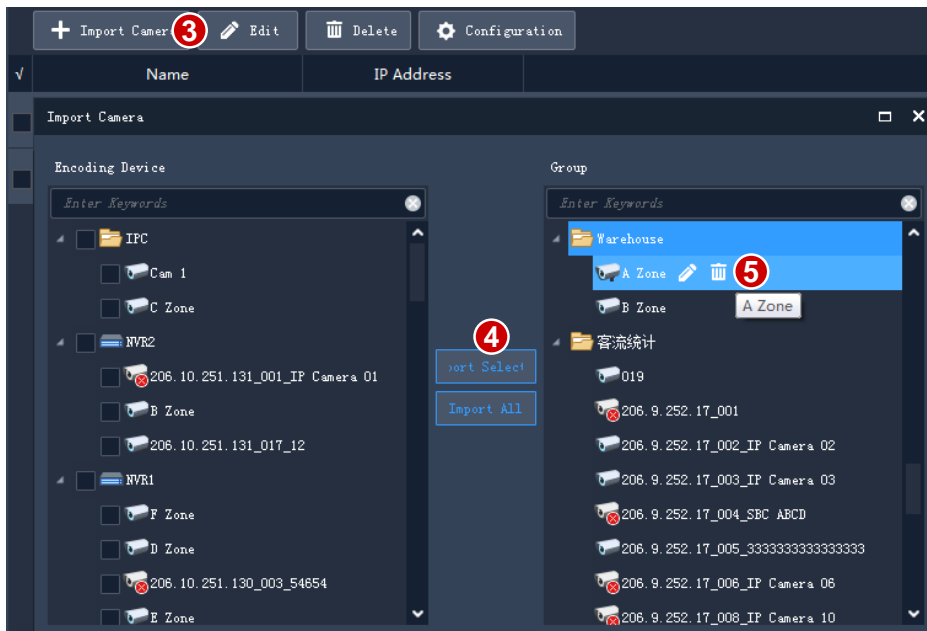 Import Camer 3 Edit Delete Configuration
√ Name IP Address
Import Camera
Encoding Device
Enter Keywords
IPC
Cam 1
C Zone
NVR2
206.10.251.131_001_IP Camera 01
B Zone
206.10.251.131_017_12
NVR1
F Zone
D Zone
206.10.251.130_003_54654
E Zone
4
ort Select
Import All
Group
Enter Keywords
Warehouse
A Zone 5
A Zone
B Zone
客流统计
019
206.9.252.17_001
206.9.252.17_002_IP Camera 02
206.9.252.17_003_IP Camera 03
206.9.252.17_004_SBC ABCD
206.9.252.17_005_3333333333333333
206.9.252.17_006_IP Camera 06
206.9.252.17_008_IP Camera 10